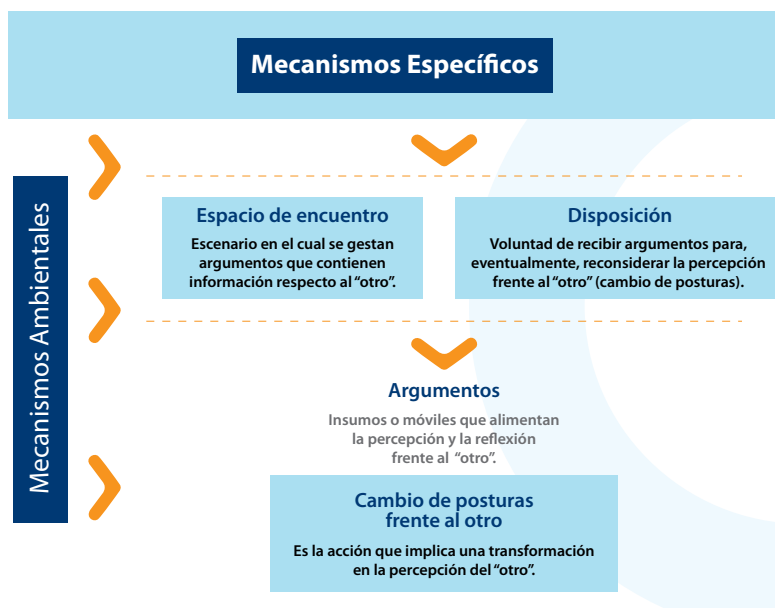 Mecanismos Específicos
Mecanismos Ambientales
Espacio de encuentro
Escenario en el cual se gestan
argumentos que contienen
información respecto al “otro”.
Disposición
Voluntad de recibir argumentos para,
eventualmente, reconsiderar la percepción
frente al “otro” (cambio de posturas).
Argumentos
Insumos o móviles que alimentan
la percepción y la reflexión
frente al “otro”.
Cambio de posturas
frente al otro
Es la acción que implica una transformación
en la percepción del “otro”.